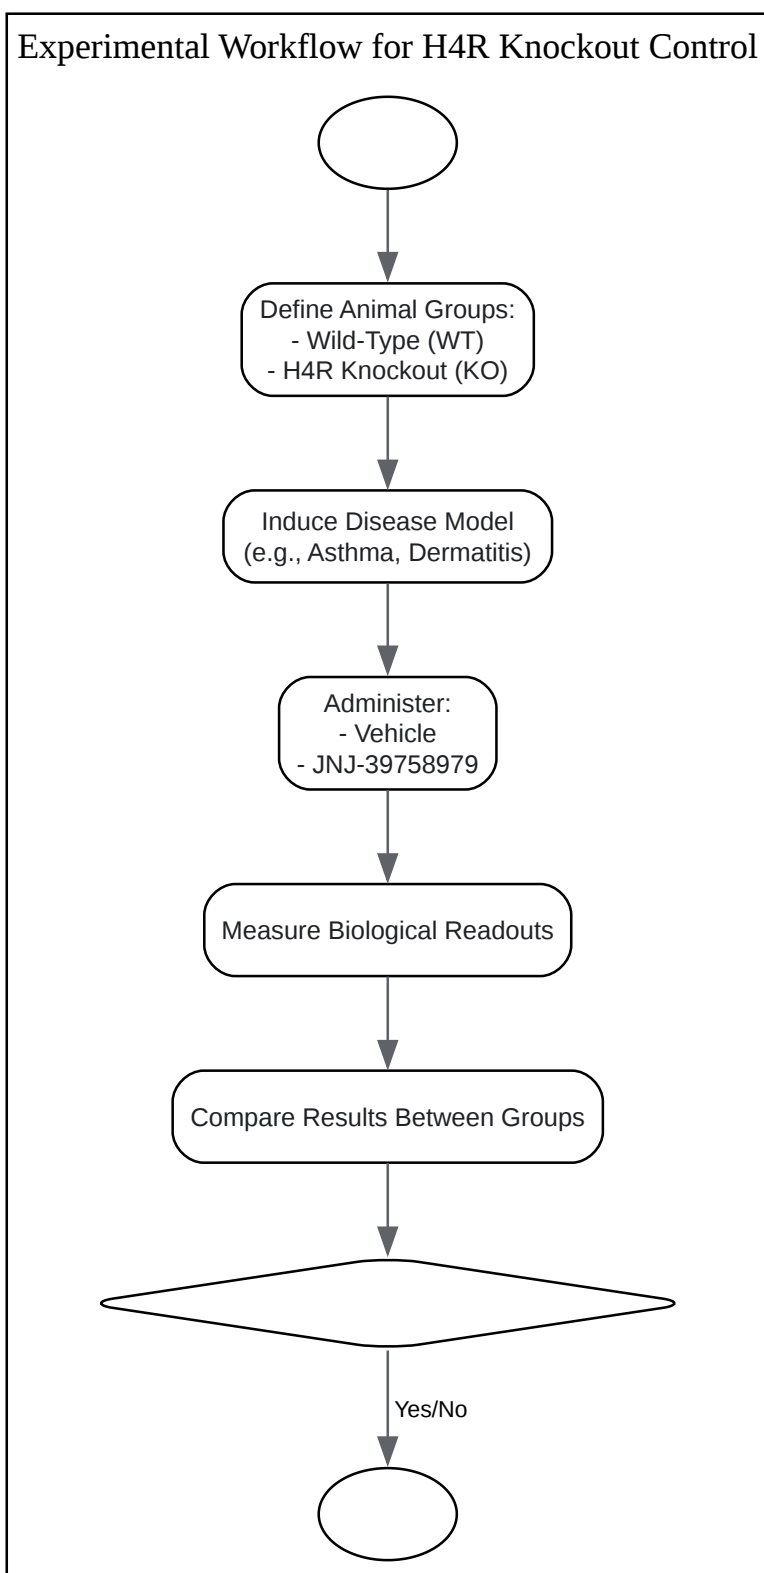 Experimental Workflow for H4R Knockout Control
Define Animal Groups:
- Wild-Type (WT)
- H4R Knockout (KO)
Induce Disease Model
(e.g., Asthma, Dermatitis)
Administer:
- Vehicle
- JNJ-39758979
Measure Biological Readouts
Compare Results Between Groups
Yes/No